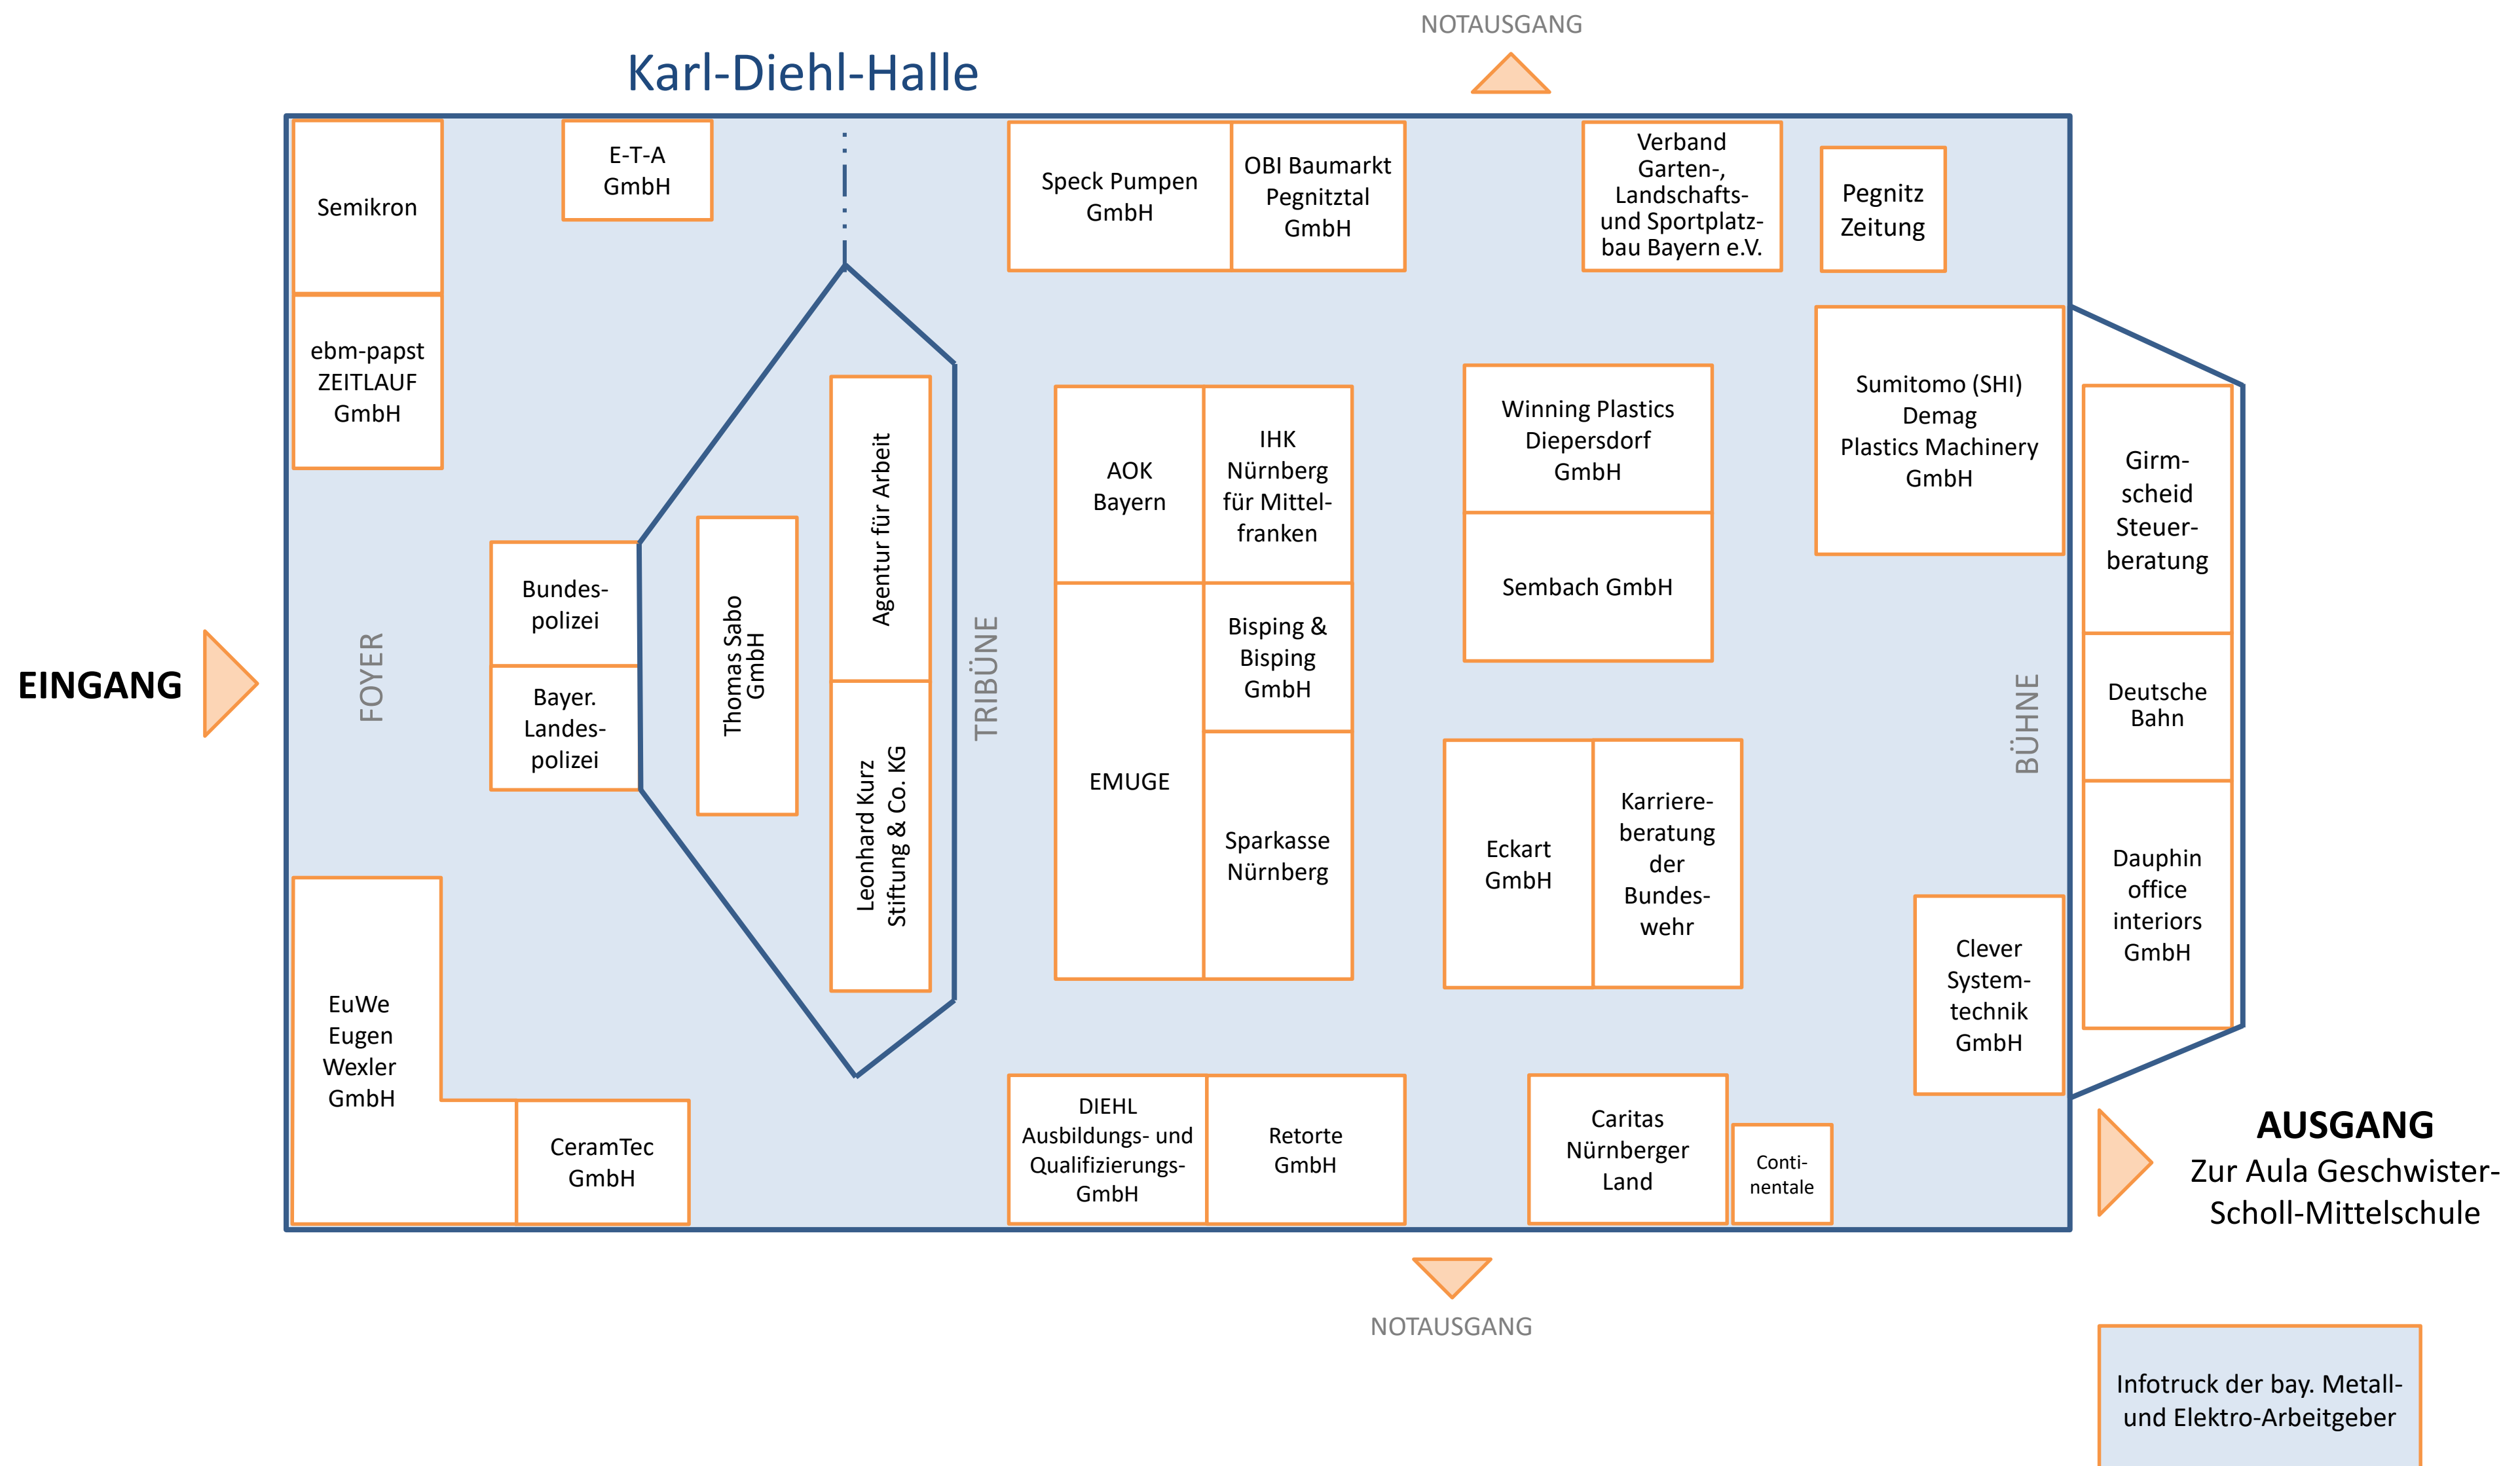 NOTAUSGANG
Karl-Diehl-Halle
Semikron
E-T-A
GmbH
Speck Pumpen
GmbH
OBI Baumarkt
Pegnitztal
GmbH
Verband
Garten-,
Landschafts-
und Sportplatz-
bau Bayern e.V.
Pegnitz
Zeitung
ebm-papst
ZEITLAUF
GmbH
Agentur für Arbeit
AOK
Bayern
IHK
Nürnberg
für Mittel-
franken
Winning Plastics
Diepersdorf
GmbH
Sumitomo (SHI)
Demag
Plastics Machinery
GmbH
Girm-
scheid
Steuer-
beratung
Bundes-
polizei
Thomas Sabo
GmbH
Sembach GmbH
Bisping &
Bisping
GmbH
EINGANG
FOYER
TRIBÜNE
BÜHNE
Bayer.
Landes-
polizei
Deutsche
Bahn
Leonhard Kurz
Stiftung & Co. KG
EMUGE
Sparkasse
Nürnberg
Eckart
GmbH
Karriere-
beratung
der
Bundes-
wehr
Dauphin
office
interiors
GmbH
Clever
System-
technik
GmbH
EuWe
Eugen
Wexler
GmbH
CeramTec
GmbH
DIEHL
Ausbildungs- und
Qualifizierungs-
GmbH
Retorte
GmbH
Caritas
Nürnberger
Land
Conti-
nentale
AUSGANG
Zur Aula Geschwister-
Scholl-Mittelschule
NOTAUSGANG
Infotruck der bay. Metall-
und Elektro-Arbeitgeber